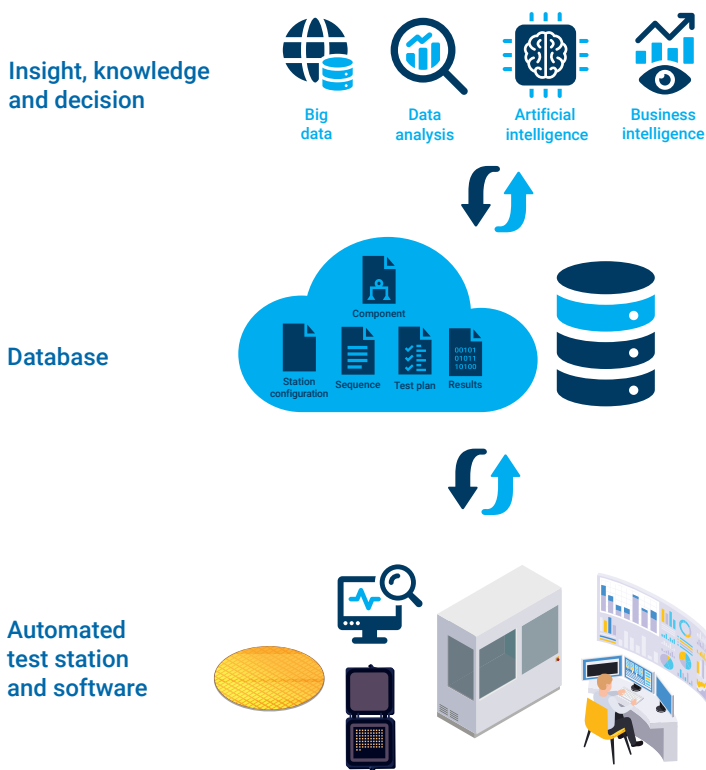 Insight, knowledge
and decision
Big
data
Data
analysis
Artificial
intelligence
Business
intelligence
Database
Component
Station
configuration
Sequence
Test plan
Results
00101
01011
10100
Automated
test station
and software